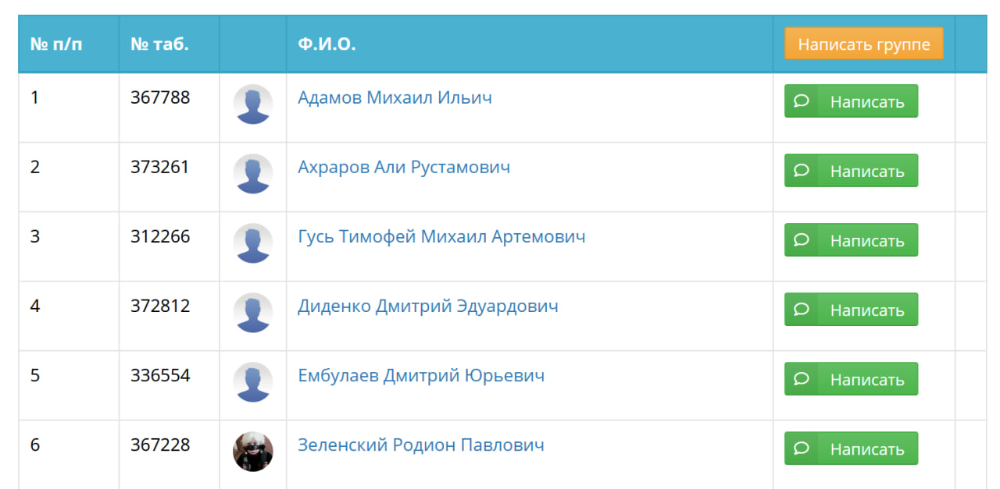 № п/п № таб. Ф.И.О. Написать группе
1 367788 Адамов Михаил Ильич Написать
2 373261 Ахраров Али Рустамович Написать
3 312266 Гусь Тимофей Михаил Артемович Написать
4 372812 Диденко Дмитрий Эдуардович Написать
5 336554 Ембулаев Дмитрий Юрьевич Написать
6 367228 Зеленский Родион Павлович Написать